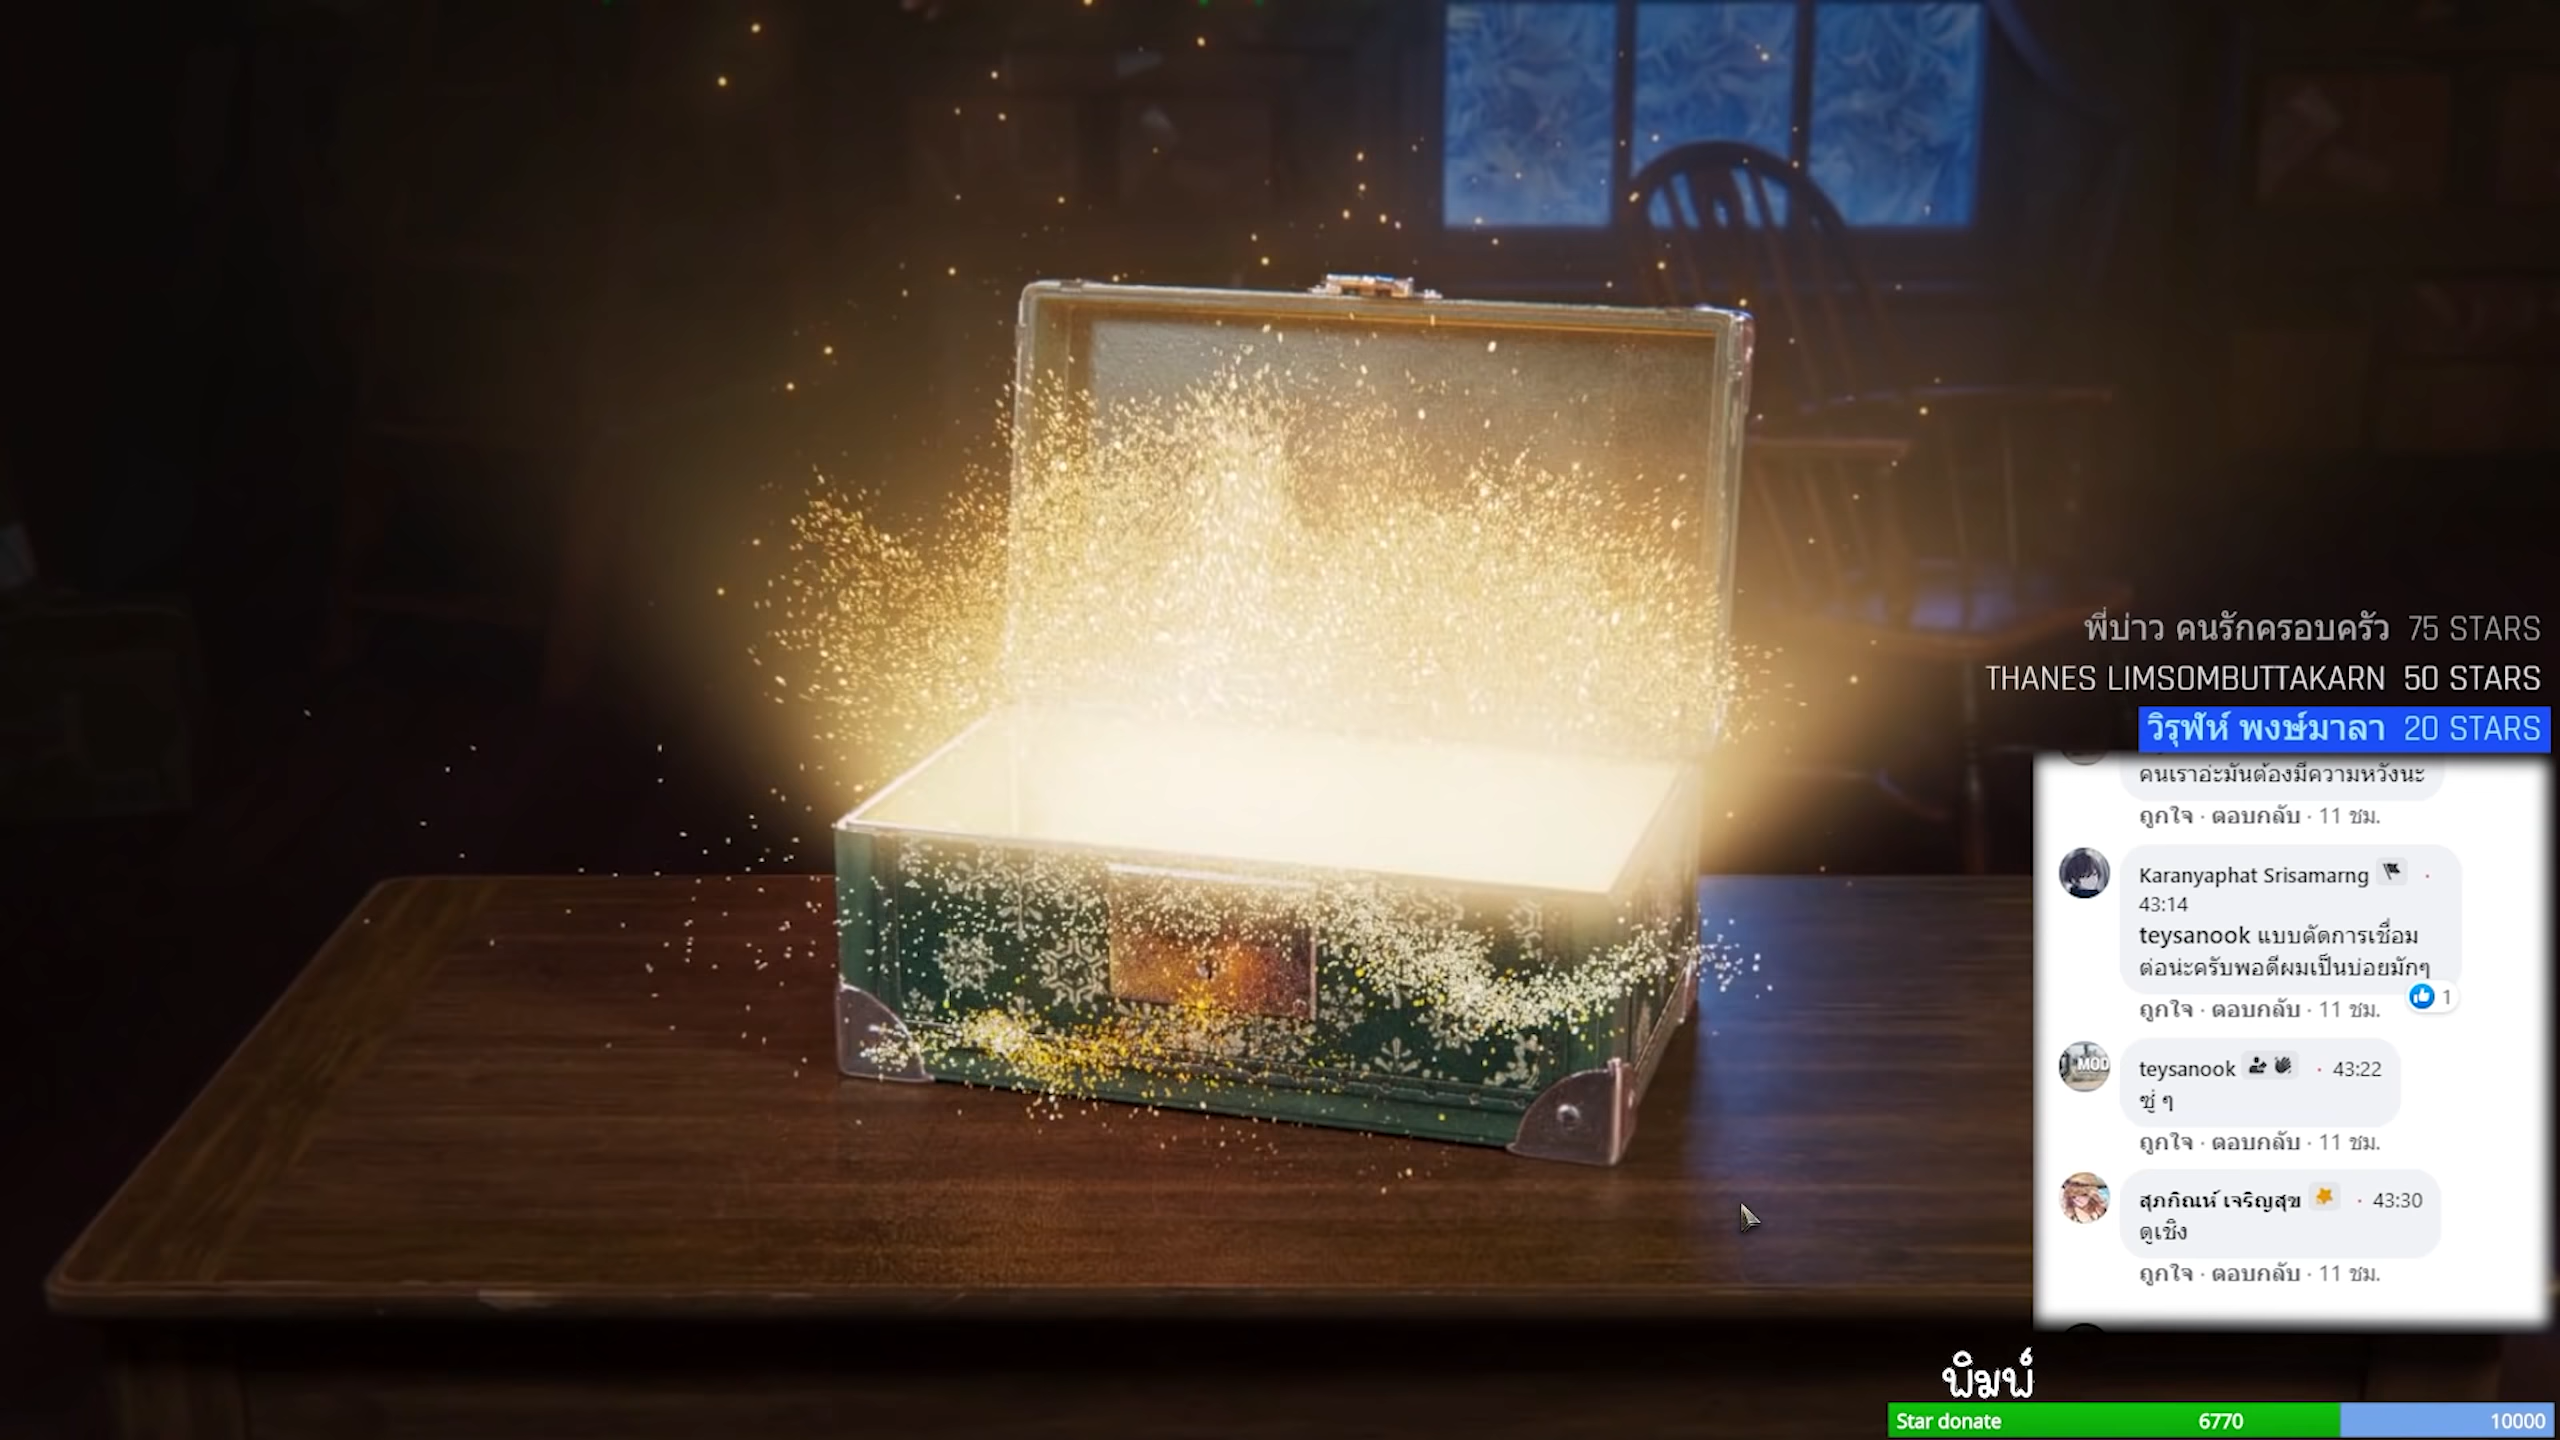 พี่บ่าว คนรักครอบครัว 75 STARS
THANES LIMSOMBUTTAKARN 50 STARS
วิรุฬห์ พงษ์มาลา 20 STARS
คนเราอ่ะมันต้องมีความหวังนะ
ถูกใจ · ตอบกลับ · 11 ชม.
Karanyaphat Srisamarng ·
43:14
teysanook แบบตัดการเชื่อม
ต่อน่ะครับพอดีผมเป็นบ่อยมักๆ
1
ถูกใจ · ตอบกลับ · 11 ชม.
MOD
teysanook · 43:22
ซู่ ๆ
ถูกใจ · ตอบกลับ · 11 ชม.
สุภกิณห์ เจริญสุข · 43:30
ดูเชิง
ถูกใจ · ตอบกลับ · 11 ชม.
พิมพ์
Star donate 6770 10000